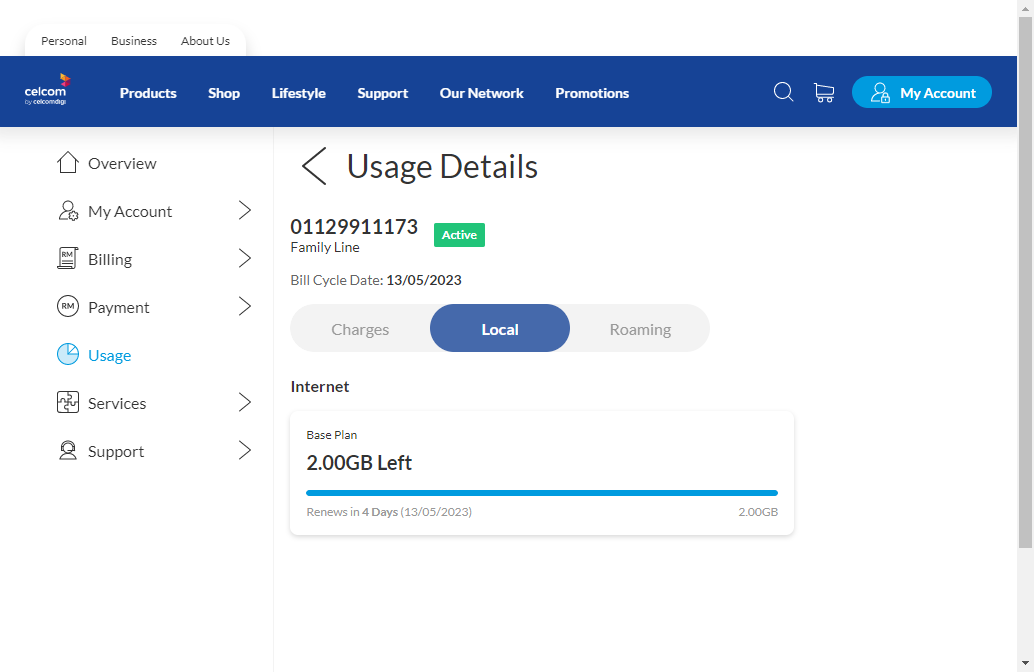 Personal Business About Us
celcom
by celcomdigi
Products Shop Lifestyle Support Our Network Promotions My Account
Overview
My Account
RM Billing
RM Payment
Usage
Services
Support
Usage Details
01129911173 Active
Family Line
Bill Cycle Date: 13/05/2023
Charges Local Roaming
Internet
Base Plan
2.00GB Left
Renews in 4 Days (13/05/2023) 2.00GB